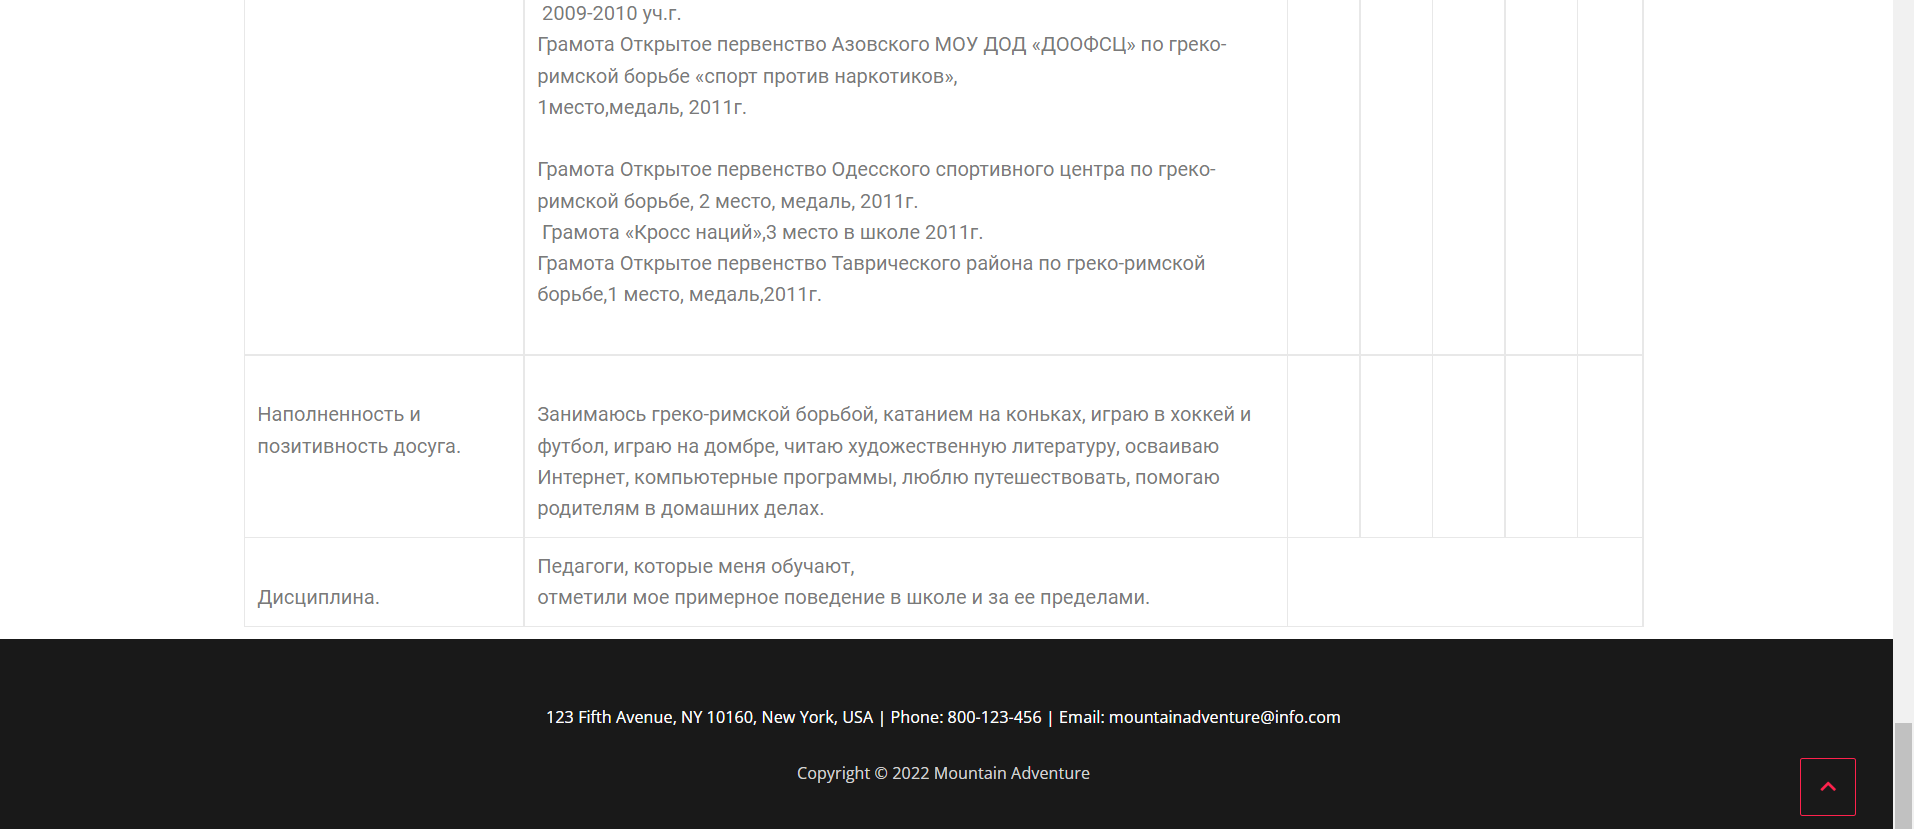 2009-2010 уч.г.
Грамота Открытое первенство Азовского МОУ ДОД «ДООФСЦ» по греко-
римской борьбе «спорт против наркотиков»,
1место,медаль, 2011г.
Грамота Открытое первенство Одесского спортивного центра по греко-
римской борьбе, 2 место, медаль, 2011г.
Грамота «Кросс наций»,3 место в школе 2011г.
Грамота Открытое первенство Таврического района по греко-римской
борьбе,1 место, медаль,2011г.
Наполненность и
позитивность досуга.
Занимаюсь греко-римской борьбой, катанием на коньках, играю в хоккей и
футбол, играю на домбре, читаю художественную литературу, осваиваю
Интернет, компьютерные программы, люблю путешествовать, помогаю
родителям в домашних делах.
Дисциплина.
Педагоги, которые меня обучают,
отметили мое примерное поведение в школе и за ее пределами.
123 Fifth Avenue, NY 10160, New York, USA | Phone: 800-123-456 | Email: mountainadventure@info.com
Copyright © 2022 Mountain Adventure